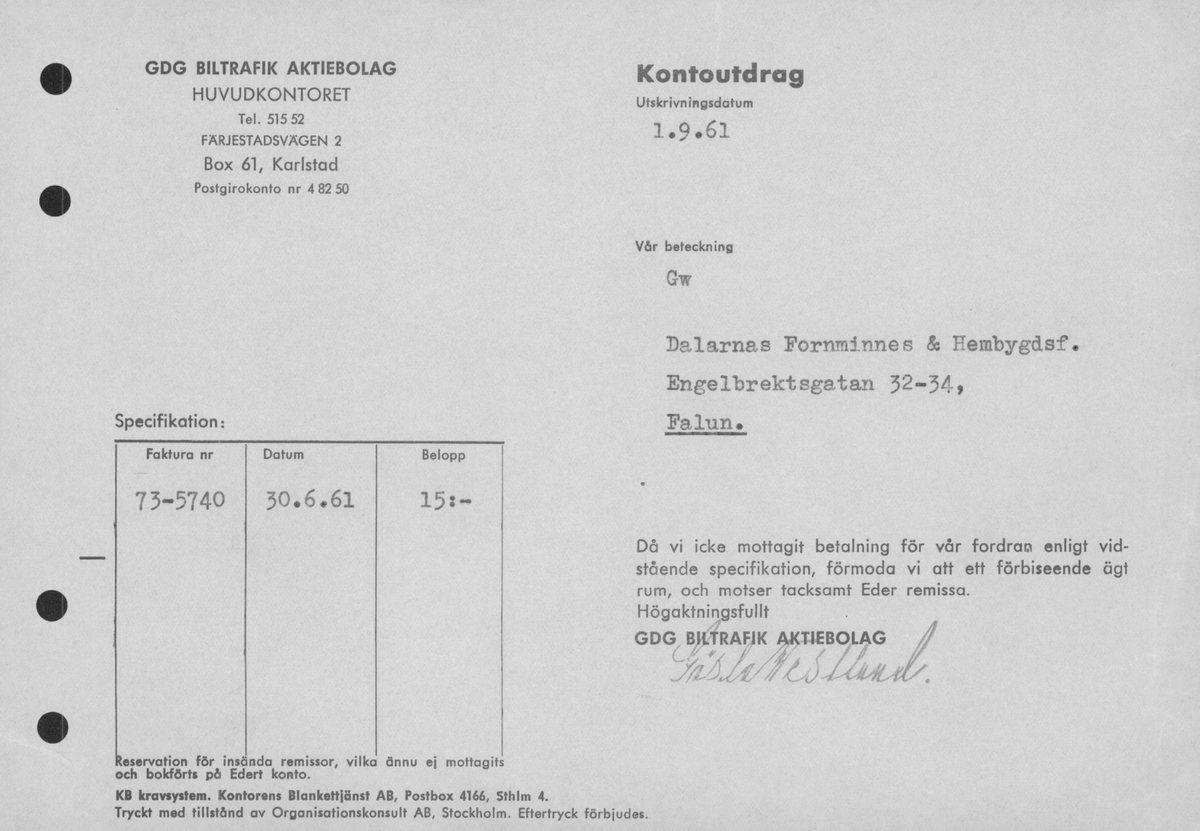 GDG BILTRAFIK AKTIEBOLAG
HUVUDKONTORET
Tel. 515 52
FÄRJESTADSVÄGEN 2
Box 61, Karlstad
Postgirokonto nr 4 82 50
Kontoutdrag
Utskrivningsdatum
1.9.61
Vår beteckning
Gw
Dalarnas Fornminnes & Hembygdsf.
Engelbrektsgatan 32-34,
Falun.
Specifikation:
Faktura nr Datum Belopp
73-5740 30.6.61 15:-
Då vi icke mottagit betalning för vår fordran enligt vid-
stående specifikation, förmoda vi att ett förbiseende ägt
rum, och motser tacksamt Eder remissa.
Högaktningsfullt
GDG BILTRAFIK AKTIEBOLAG
Gösta Westlund.
Reservation för insända remissor, vilka ännu ej mottagits
och bokförts på Edert konto.
KB kravsystem. Kontorens Blankettjänst AB, Postbox 4166, Sthlm 4.
Tryckt med tillstånd av Organisationskonsult AB, Stockholm. Eftertryck förbjudes.